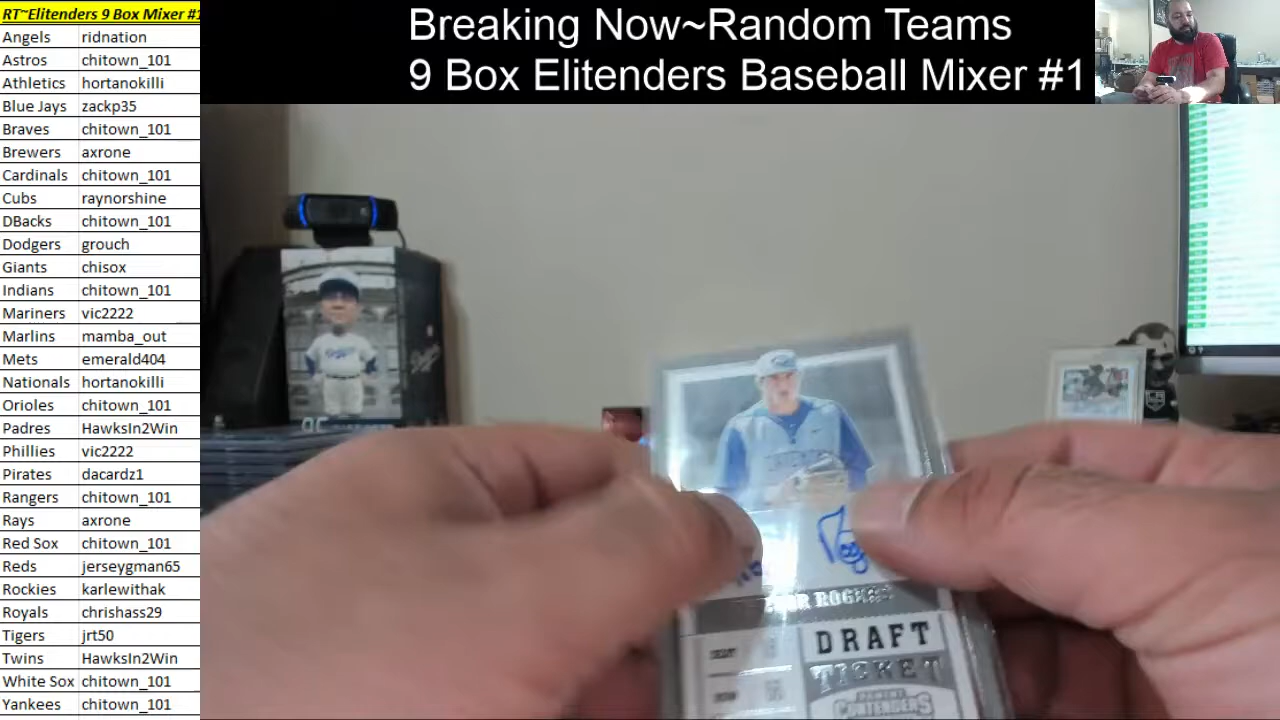 RT~Elitenders 9 Box Mixer #1
Angels ridnation
Astros chitown_101
Athletics hortanokilli
Blue Jays zackp35
Braves chitown_101
Brewers axrone
Cardinals chitown_101
Cubs raynorshine
DBacks chitown_101
Dodgers grouch
Giants chisox
Indians chitown_101
Mariners vic2222
Marlins mamba_out
Mets emerald404
Nationals hortanokilli
Orioles chitown_101
Padres HawksIn2Win
Phillies vic2222
Pirates dacardz1
Rangers chitown_101
Rays axrone
Red Sox chitown_101
Reds jerseygman65
Rockies karlewithak
Royals chrishass29
Tigers jrt50
Twins HawksIn2Win
White Sox chitown_101
Yankees chitown_101
Breaking Now~Random Teams
9 Box Elitenders Baseball Mixer #1
DRAFT
TICKET
PANINI
CONTENDERS